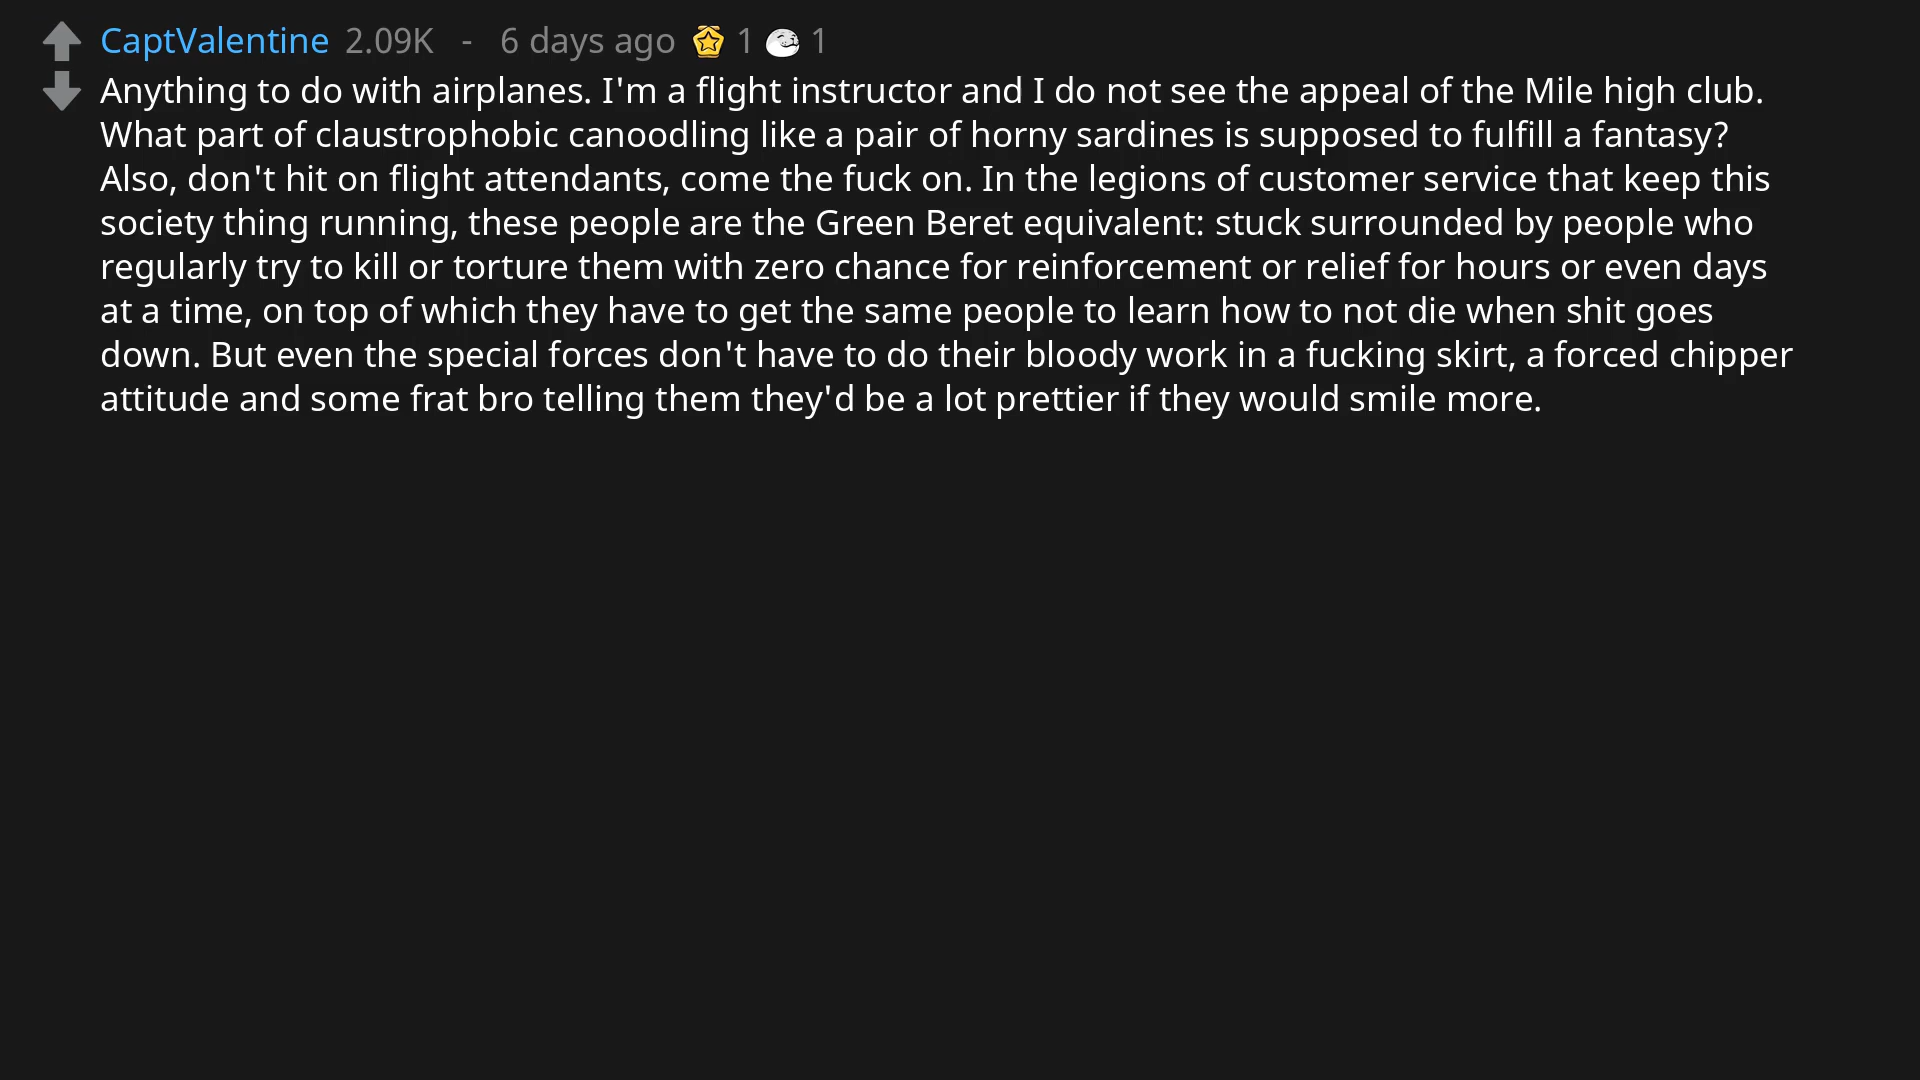 CaptValentine 2.09K - 6 days ago 1 1
Anything to do with airplanes. I'm a flight instructor and I do not see the appeal of the Mile high club.
What part of claustrophobic canoodling like a pair of horny sardines is supposed to fulfill a fantasy?
Also, don't hit on flight attendants, come the fuck on. In the legions of customer service that keep this
society thing running, these people are the Green Beret equivalent: stuck surrounded by people who
regularly try to kill or torture them with zero chance for reinforcement or relief for hours or even days
at a time, on top of which they have to get the same people to learn how to not die when shit goes
down. But even the special forces don't have to do their bloody work in a fucking skirt, a forced chipper
attitude and some frat bro telling them they'd be a lot prettier if they would smile more.